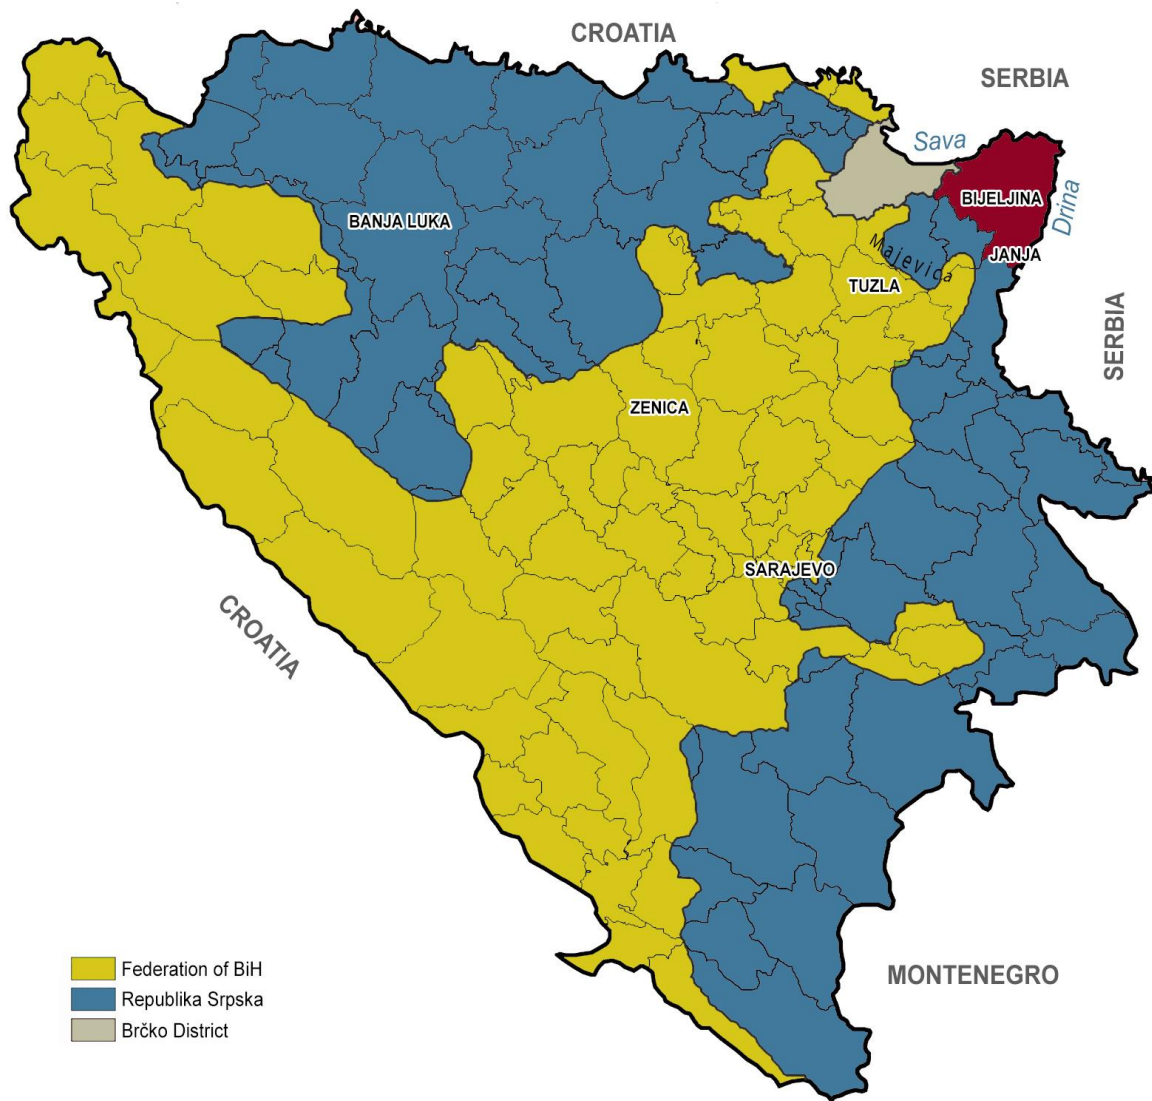 CROATIA
SERBIA
Sava
BIJELJINA
Drina
BANJA LUKA
Majevica
JANJA
TUZLA
SERBIA
ZENICA
SARAJEVO
CROATIA
Federation of BiH
Republika Srpska
Brčko District
MONTENEGRO